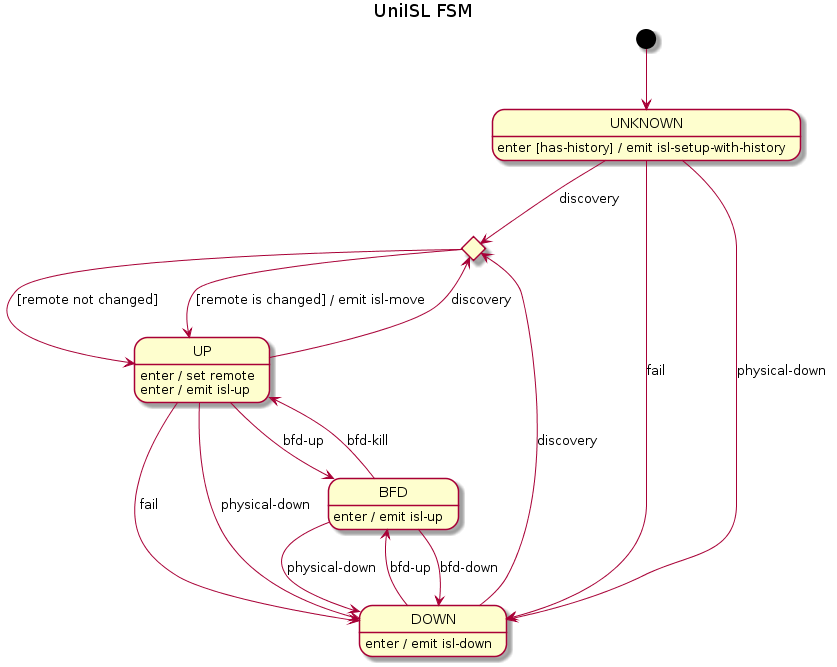 UniISL FSM
UNKNOWN
enter [has-history] / emit isl-setup-with-history
discovery
[remote not changed]
[remote is changed] / emit isl-move
discovery
UP
enter / set remote
enter / emit isl-up
fail
physical-down
bfd-up
bfd-kill
discovery
BFD
enter / emit isl-up
fail
physical-down
physical-down
bfd-up
bfd-down
DOWN
enter / emit isl-down